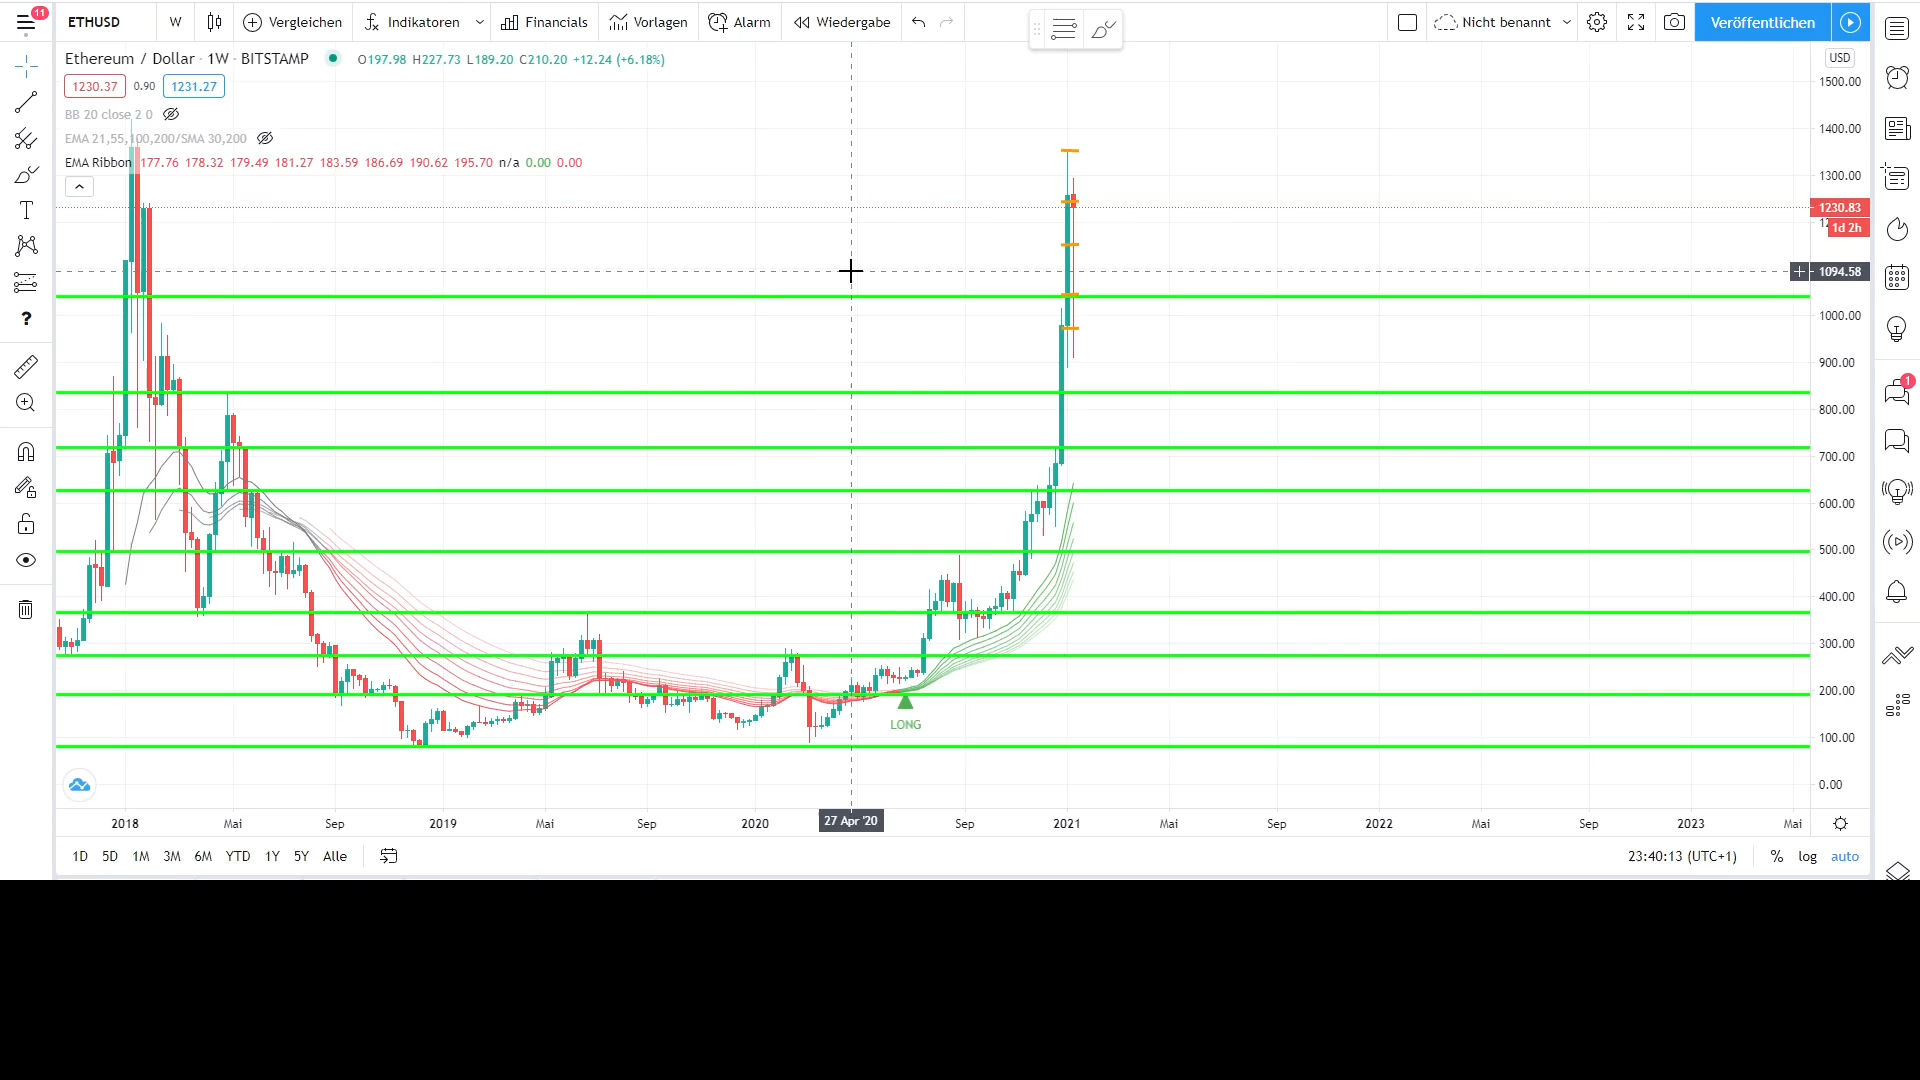 11
ETHUSD W Vergleichen Indikatoren Financials Vorlagen Alarm Wiedergabe Nicht benannt Veröffentlichen
Ethereum / Dollar · 1W · BITSTAMP O197.98 H227.73 L189.20 C210.20 +12.24 (+6.18%)
USD
1230.37 0.90 1231.27
BB 20 close 2 0
EMA 21,55,100,200/SMA 30,200
EMA Ribbon 177.76 178.32 179.49 181.27 183.59 186.69 190.62 195.70 n/a 0.00 0.00
1500.00
1400.00
1300.00
1230.83
1d 2h
1094.58
1000.00
900.00
800.00
700.00
600.00
500.00
400.00
300.00
200.00
100.00
0.00
1
LONG
2018 Mai Sep 2019 Mai Sep 2020 27 Apr '20 Sep 2021 Mai Sep 2022 Mai Sep 2023 Mai
1D 5D 1M 3M 6M YTD 1Y 5Y Alle 23:40:13 (UTC+1) % log auto